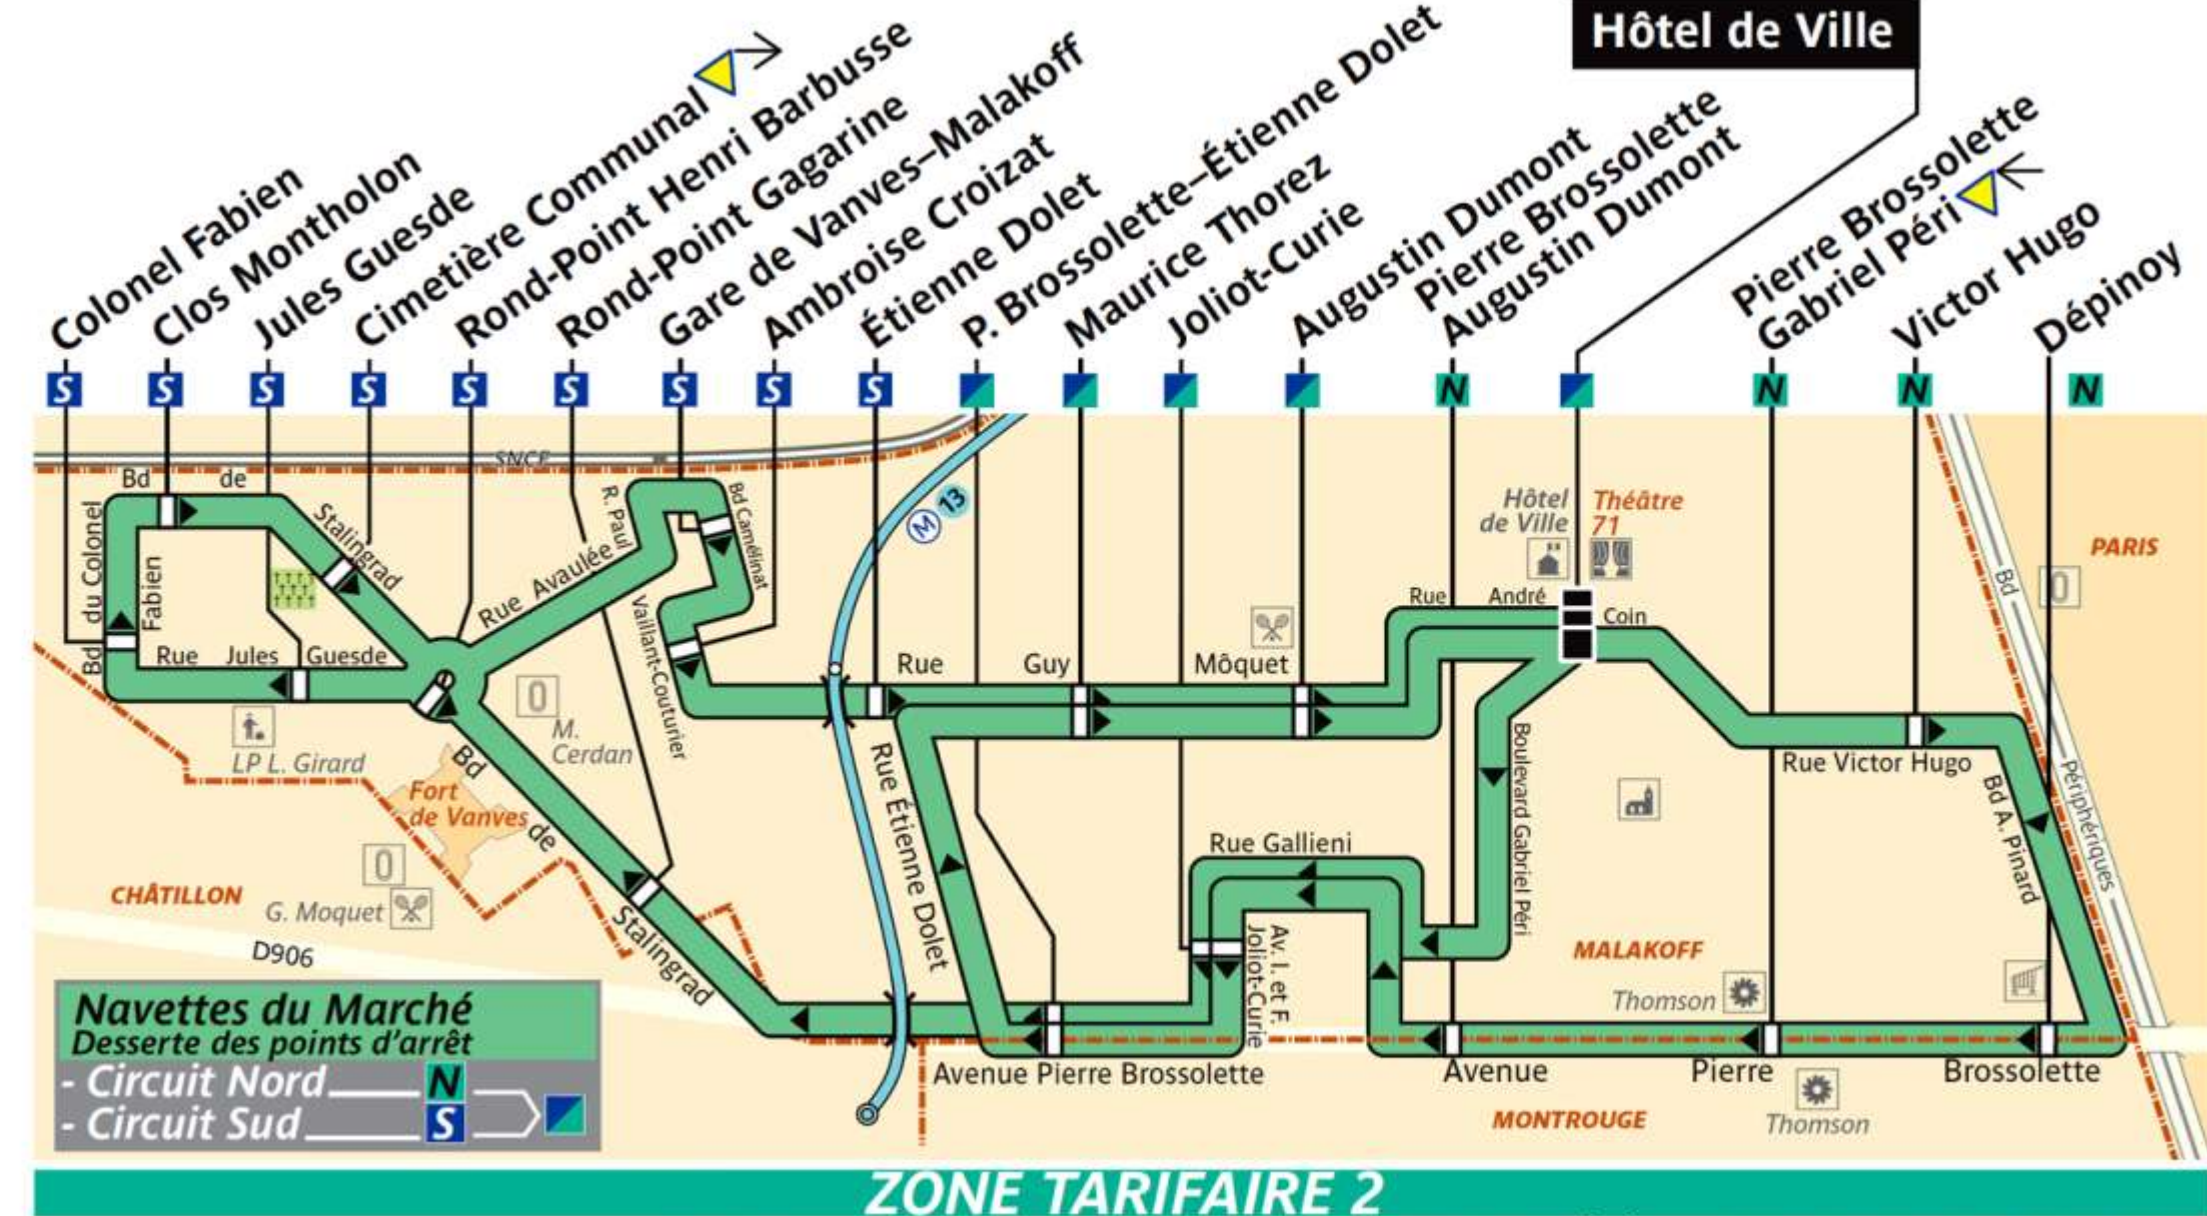 Hôtel de Ville
Colonel Fabien
Clos Montholon
Jules Guesde
Cimetière Communal
Rond-Point Henri Barbusse
Rond-Point Gagarine
Gare de Vanves–Malakoff
Ambroise Croizat
Étienne Dolet
P. Brossolette–Étienne Dolet
Maurice Thorez
Joliot-Curie
Augustin Dumont
Pierre Brossolette
Augustin Dumont
Pierre Brossolette
Gabriel Péri
Victor Hugo
Dépinoy
S S S S S S S S S N N N N
SNCF
Bd de
Stalingrad
Bd du Colonel
Fabien
Rue Jules Guesde
LP L. Girard
Rue Avaulée
R. Paul
Bd Camélinat
Vaillant-Couturier
M 13
M.
Cerdan
Fort
de Vanves
Bd de
Stalingrad
CHÂTILLON
G. Moquet
D906
Rue Guy Môquet
Rue Étienne Dolet
Hôtel
de Ville
Théâtre
71
Rue André Coin
Boulevard Gabriel Péri
Rue Gallieni
Av. I. et F.
Joliot-Curie
Rue Victor Hugo
Bd A. Pinard
Bd Périphériques
PARIS
MALAKOFF
Thomson
Avenue Pierre Brossolette
Avenue Pierre Brossolette
MONTROUGE
Thomson
Navettes du Marché
Desserte des points d'arrêt
- Circuit Nord N
- Circuit Sud S
ZONE TARIFAIRE 2